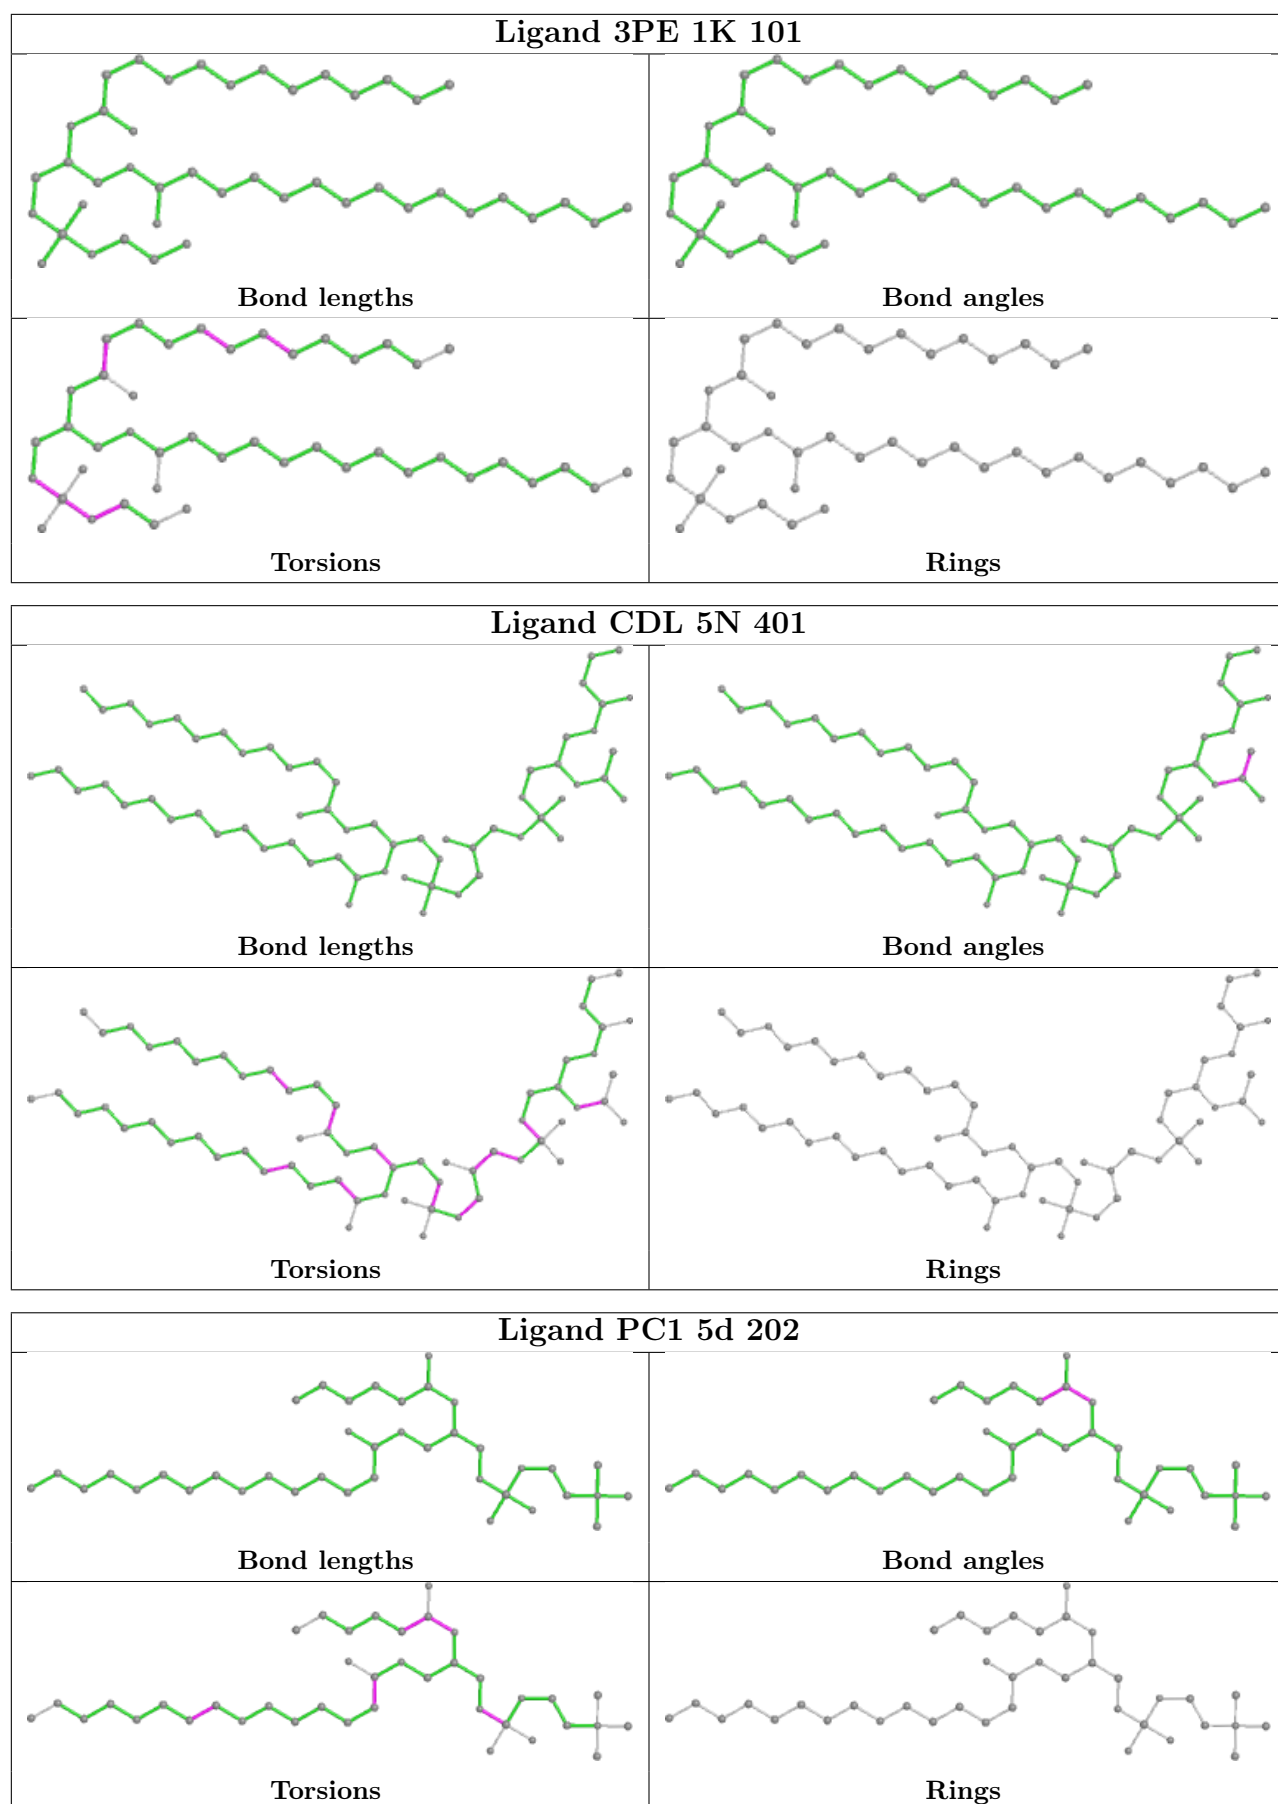 Ligand 3PE 1K 101
Bond lengths
Bond angles
Torsions
Rings
Ligand CDL 5N 401
Bond lengths
Bond angles
Torsions
Rings
Ligand PC1 5d 202
Bond lengths
Bond angles
Torsions
Rings